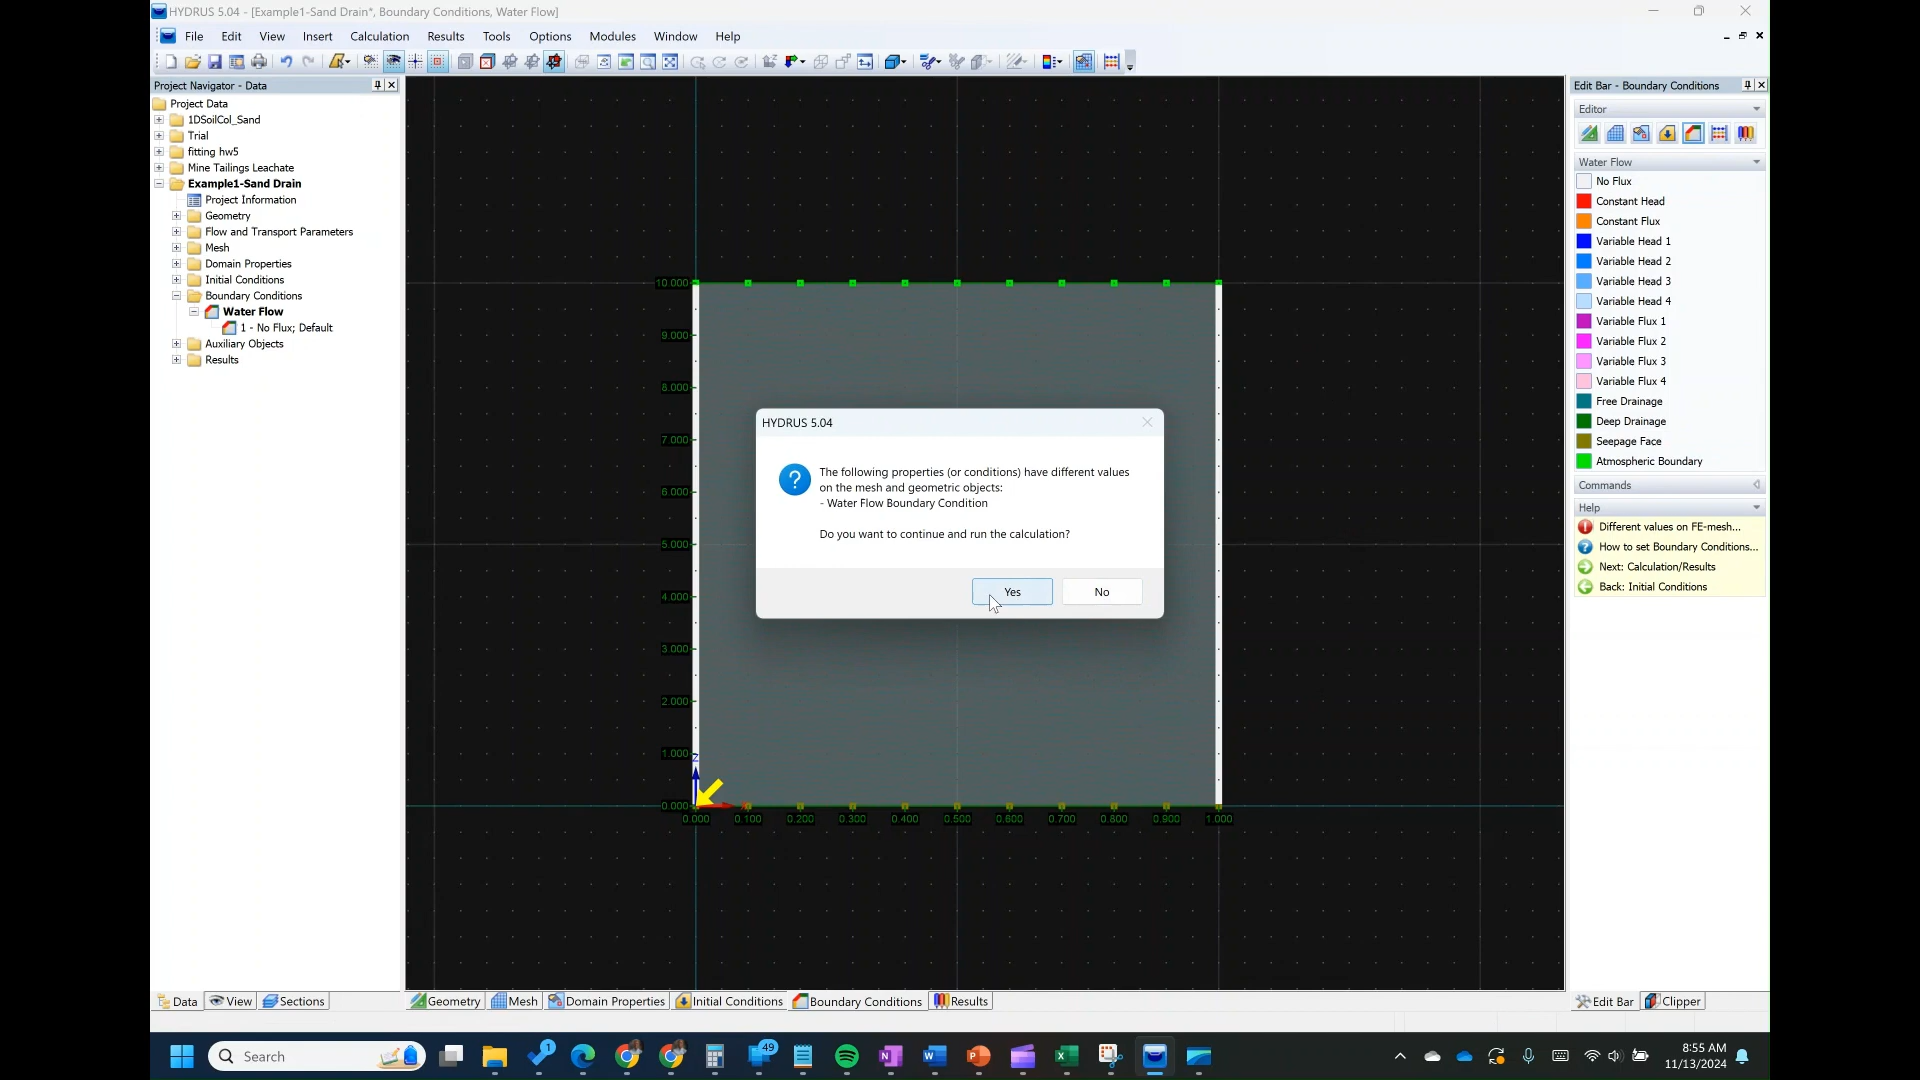 HYDRUS 5.04 - [Example1-Sand Drain*, Boundary Conditions, Water Flow]
File Edit View Insert Calculation Results Tools Options Modules Window Help
Project Navigator - Data
Project Data
1DSoilCol_Sand
Trial
fitting hw5
Mine Tailings Leachate
Example1-Sand Drain
Project Information
Geometry
Flow and Transport Parameters
Mesh
Domain Properties
Initial Conditions
Boundary Conditions
Water Flow
1 - No Flux; Default
Auxiliary Objects
Results
10.000
9.000
8.000
7.000
6.000
5.000
4.000
3.000
2.000
1.000
Z
0.000
0.000 0.100 0.200 0.300 0.400 0.500 0.600 0.700 0.800 0.900 1.000
HYDRUS 5.04
?
The following properties (or conditions) have different values
on the mesh and geometric objects:
- Water Flow Boundary Condition
Do you want to continue and run the calculation?
Yes No
Edit Bar - Boundary Conditions
Editor
Water Flow
No Flux
Constant Head
Constant Flux
Variable Head 1
Variable Head 2
Variable Head 3
Variable Head 4
Variable Flux 1
Variable Flux 2
Variable Flux 3
Variable Flux 4
Free Drainage
Deep Drainage
Seepage Face
Atmospheric Boundary
Commands
Help
Different values on FE-mesh...
How to set Boundary Conditions...
Next: Calculation/Results
Back: Initial Conditions
Data View Sections
Geometry Mesh Domain Properties Initial Conditions Boundary Conditions Results
Edit Bar Clipper
Search
1
49
8:55 AM
11/13/2024